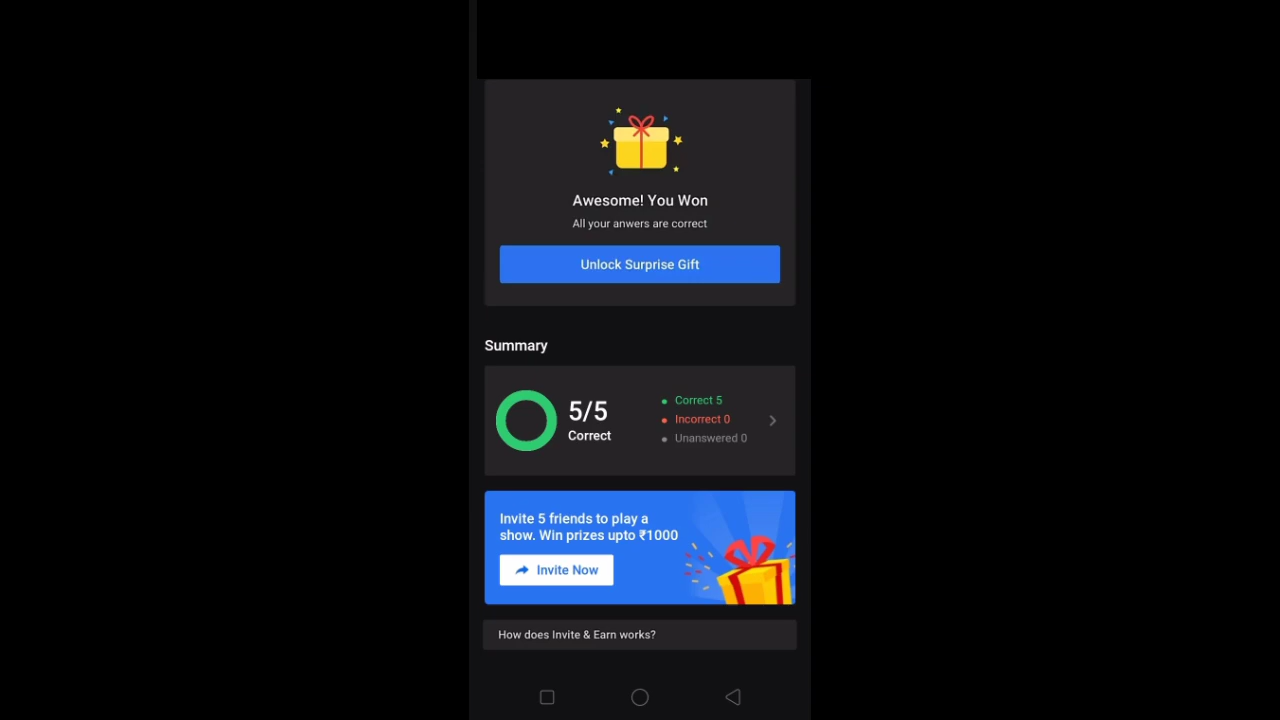 Awesome! You Won
All your anwers are correct
Unlock Surprise Gift
Summary
5/5
Correct
Correct 5
Incorrect 0
Unanswered 0
Invite 5 friends to play a
show. Win prizes upto ₹1000
Invite Now
How does Invite & Earn works?